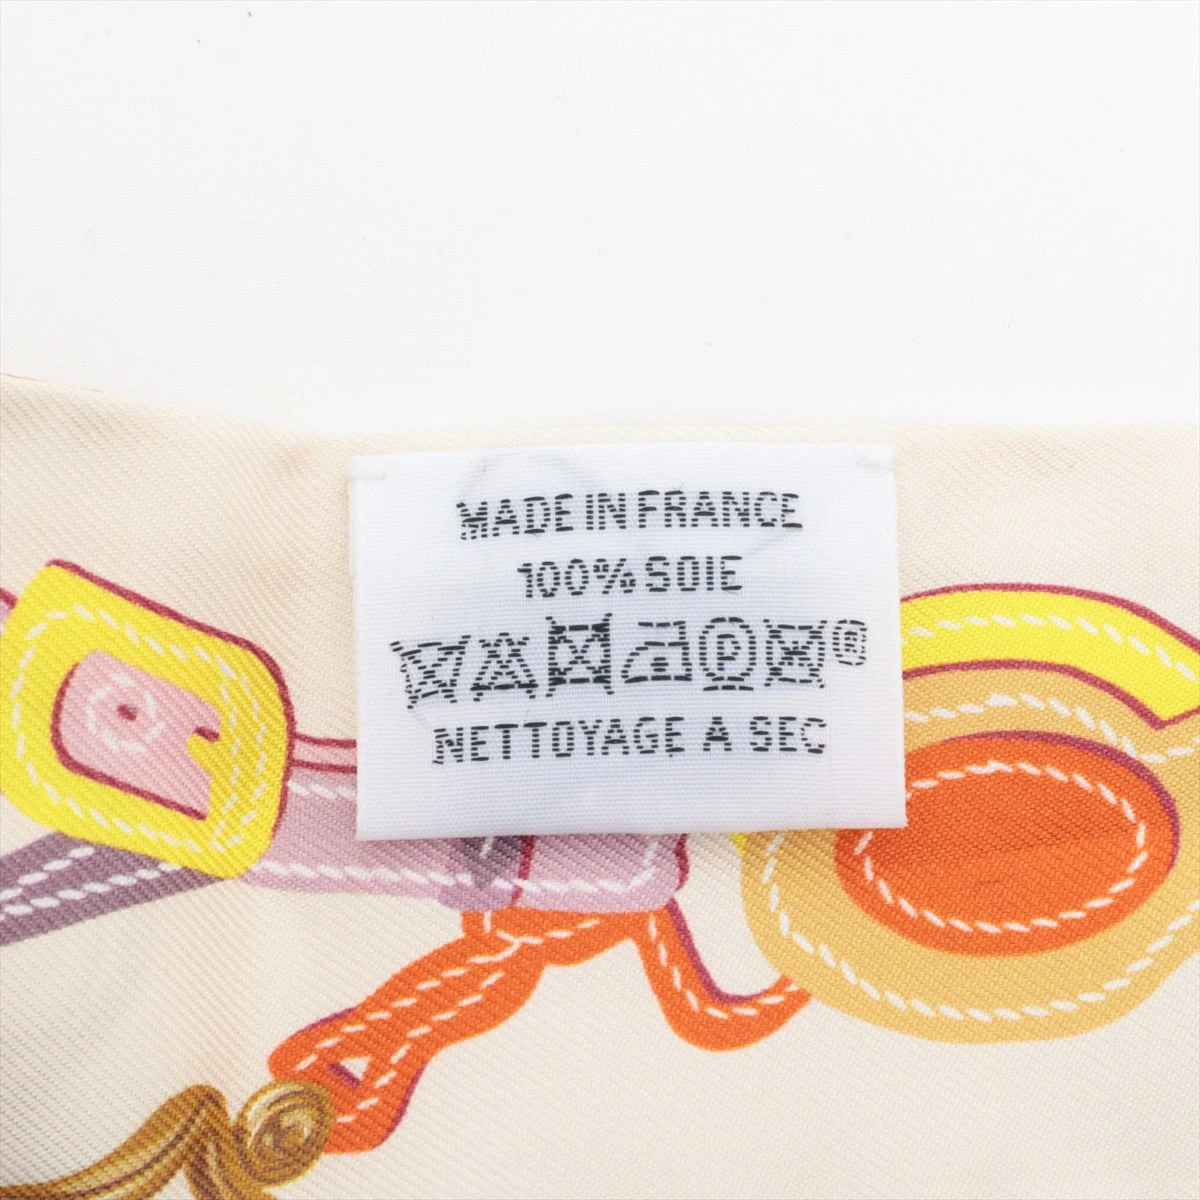 MADE IN FRANCE
100% SOIE
P ®
NETTOYAGE A SEC